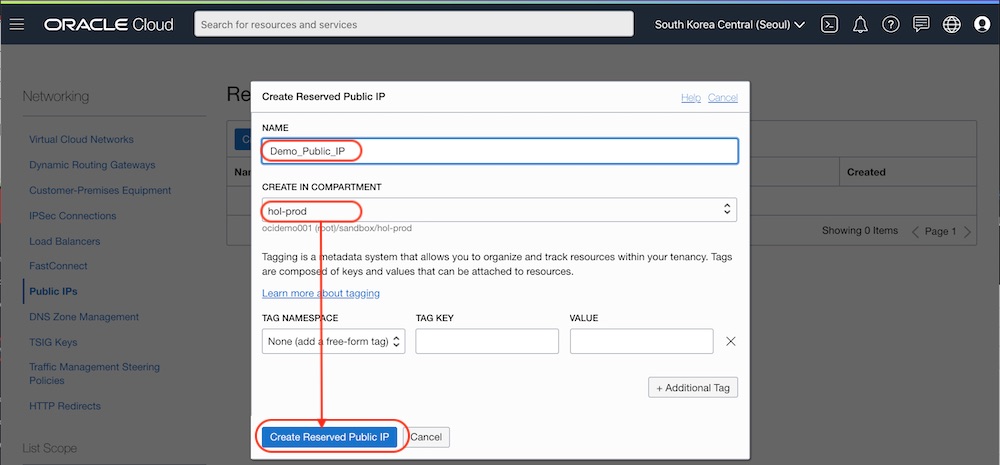 ORACLE Cloud
Search for resources and services
South Korea Central (Seoul)
Networking
Virtual Cloud Networks
Dynamic Routing Gateways
Customer-Premises Equipment
IPSec Connections
Load Balancers
FastConnect
Public IPs
DNS Zone Management
TSIG Keys
Traffic Management Steering
Policies
HTTP Redirects
List Scope
Re
Created
Showing 0 Items
Page 1
Create Reserved Public IP
Help Cancel
NAME
Demo_Public_IP
CREATE IN COMPARTMENT
hol-prod
ocidemo001 (root)/sandbox/hol-prod
Tagging is a metadata system that allows you to organize and track resources within your tenancy. Tags
are composed of keys and values that can be attached to resources.
Learn more about tagging
TAG NAMESPACE TAG KEY VALUE
None (add a free-form tag)
+ Additional Tag
Create Reserved Public IP Cancel